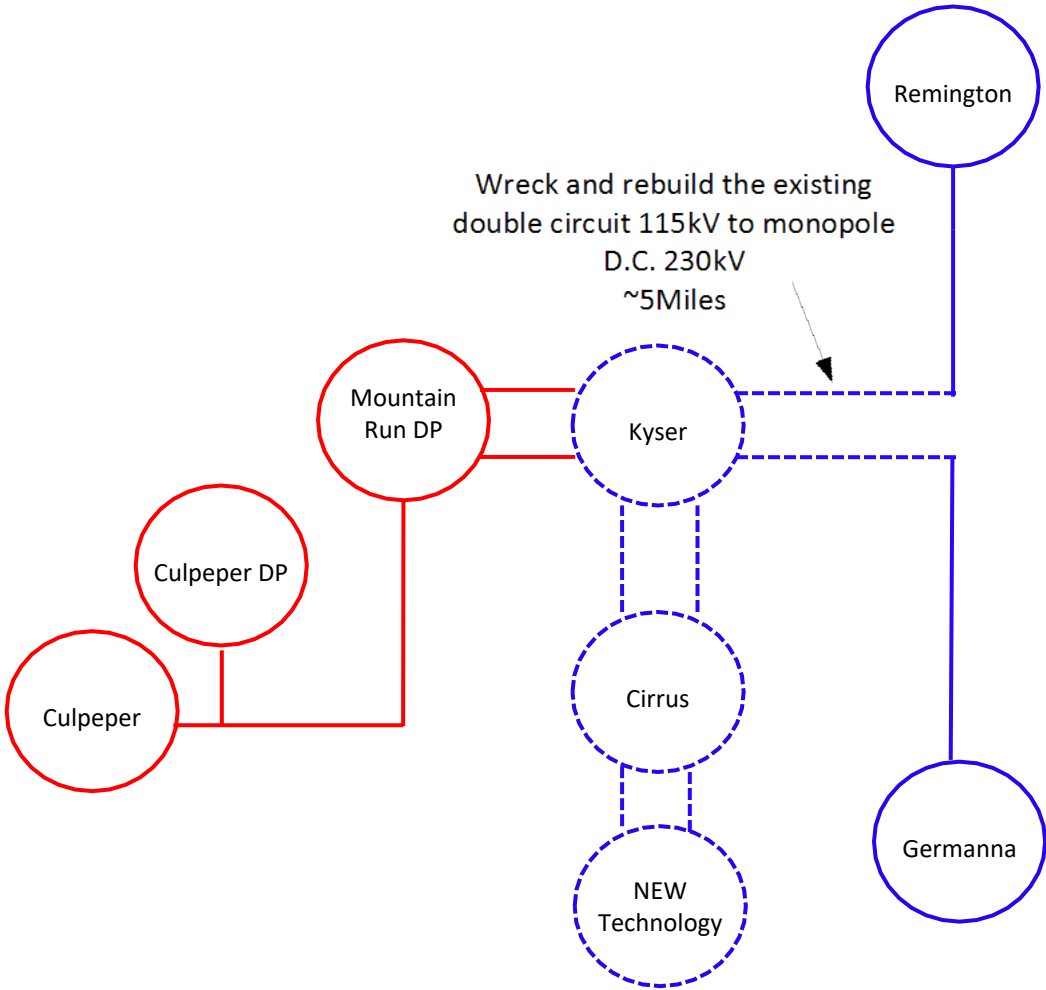 Remington
Wreck and rebuild the existing
double circuit 115kV to monopole
D.C. 230kV
~5Miles
Mountain
Run DP
Kyser
Culpeper DP
Culpeper
Cirrus
Germanna
NEW
Technology